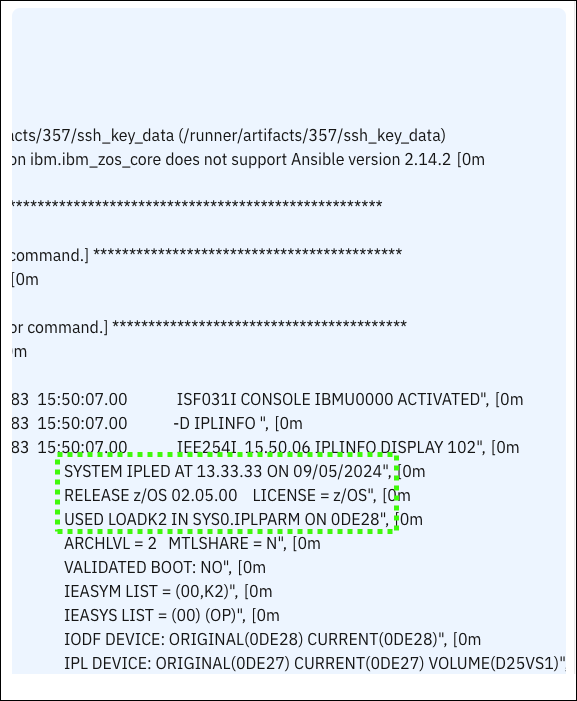 acts/357/ssh_key_data (/runner/artifacts/357/ssh_key_data)
on ibm.ibm_zos_core does not support Ansible version 2.14.2 [0m
****************************************************
command.] *******************************************
[0m
or command.] *****************************************
0m
83 15:50:07.00 ISF031I CONSOLE IBMU0000 ACTIVATED", [0m
83 15:50:07.00 -D IPLINFO ", [0m
83 15:50:07.00 IEE254I 15.50.06 IPLINFO DISPLAY 102", [0m
SYSTEM IPLED AT 13.33.33 ON 09/05/2024", [0m
RELEASE z/OS 02.05.00 LICENSE = z/OS", [0m
USED LOADK2 IN SYS0.IPLPARM ON 0DE28", [0m
ARCHLVL = 2 MTLSHARE = N", [0m
VALIDATED BOOT: NO", [0m
IEASYM LIST = (00,K2)", [0m
IEASYS LIST = (00) (OP)", [0m
IODF DEVICE: ORIGINAL(0DE28) CURRENT(0DE28)", [0m
IPL DEVICE: ORIGINAL(0DE27) CURRENT(0DE27) VOLUME(D25VS1)"